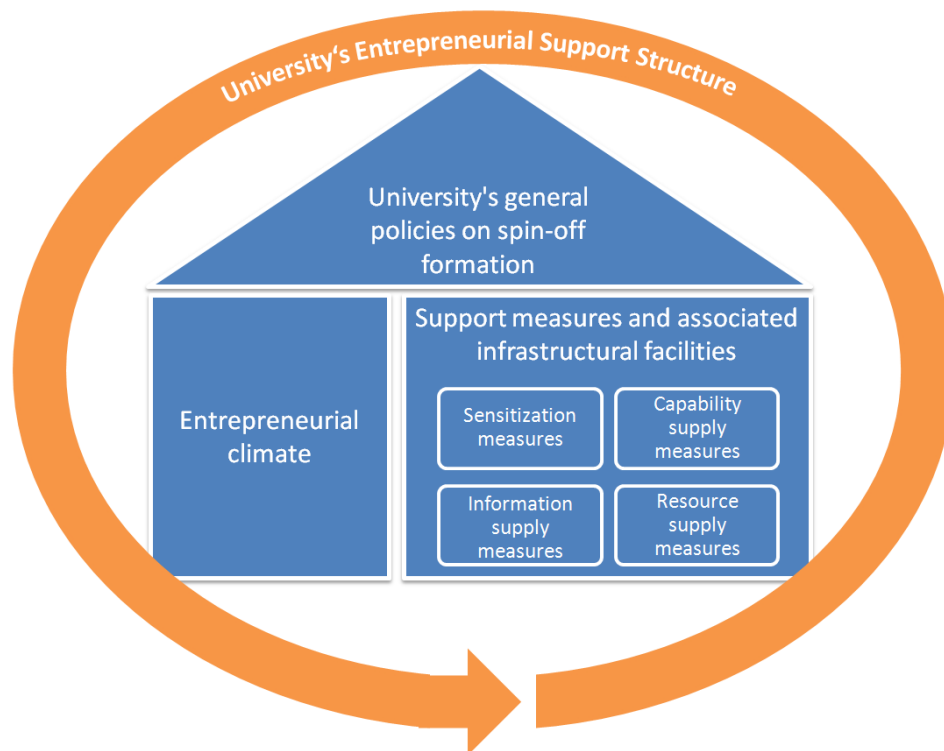 University's Entrepreneurial Support Structure
University's general
policies on spin-off
formation
Support measures and associated
infrastructural facilities
Entrepreneurial
climate
Sensitization
measures
Capability
supply
measures
Information
supply
measures
Resource
supply
measures